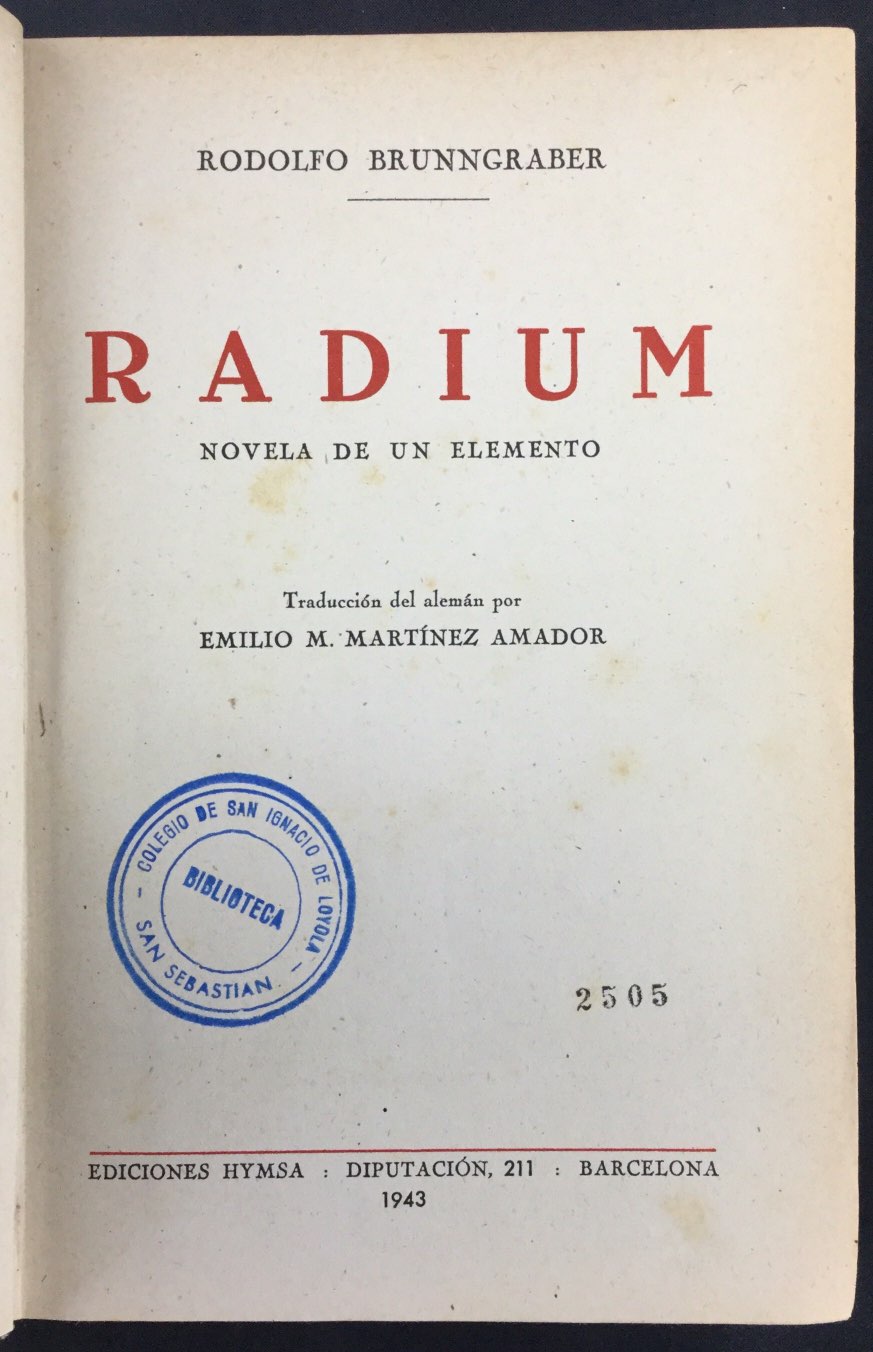 RODOLFO BRUNNGRABER
RADIUM
NOVELA DE UN ELEMENTO
Traducción del alemán por
EMILIO M. MARTÍNEZ AMADOR
- COLEGIO DE SAN IGNACIO DE LOYOLA -
BIBLIOTECA
SAN SEBASTIAN
2505
EDICIONES HYMSA : DIPUTACIÓN, 211 : BARCELONA
1943